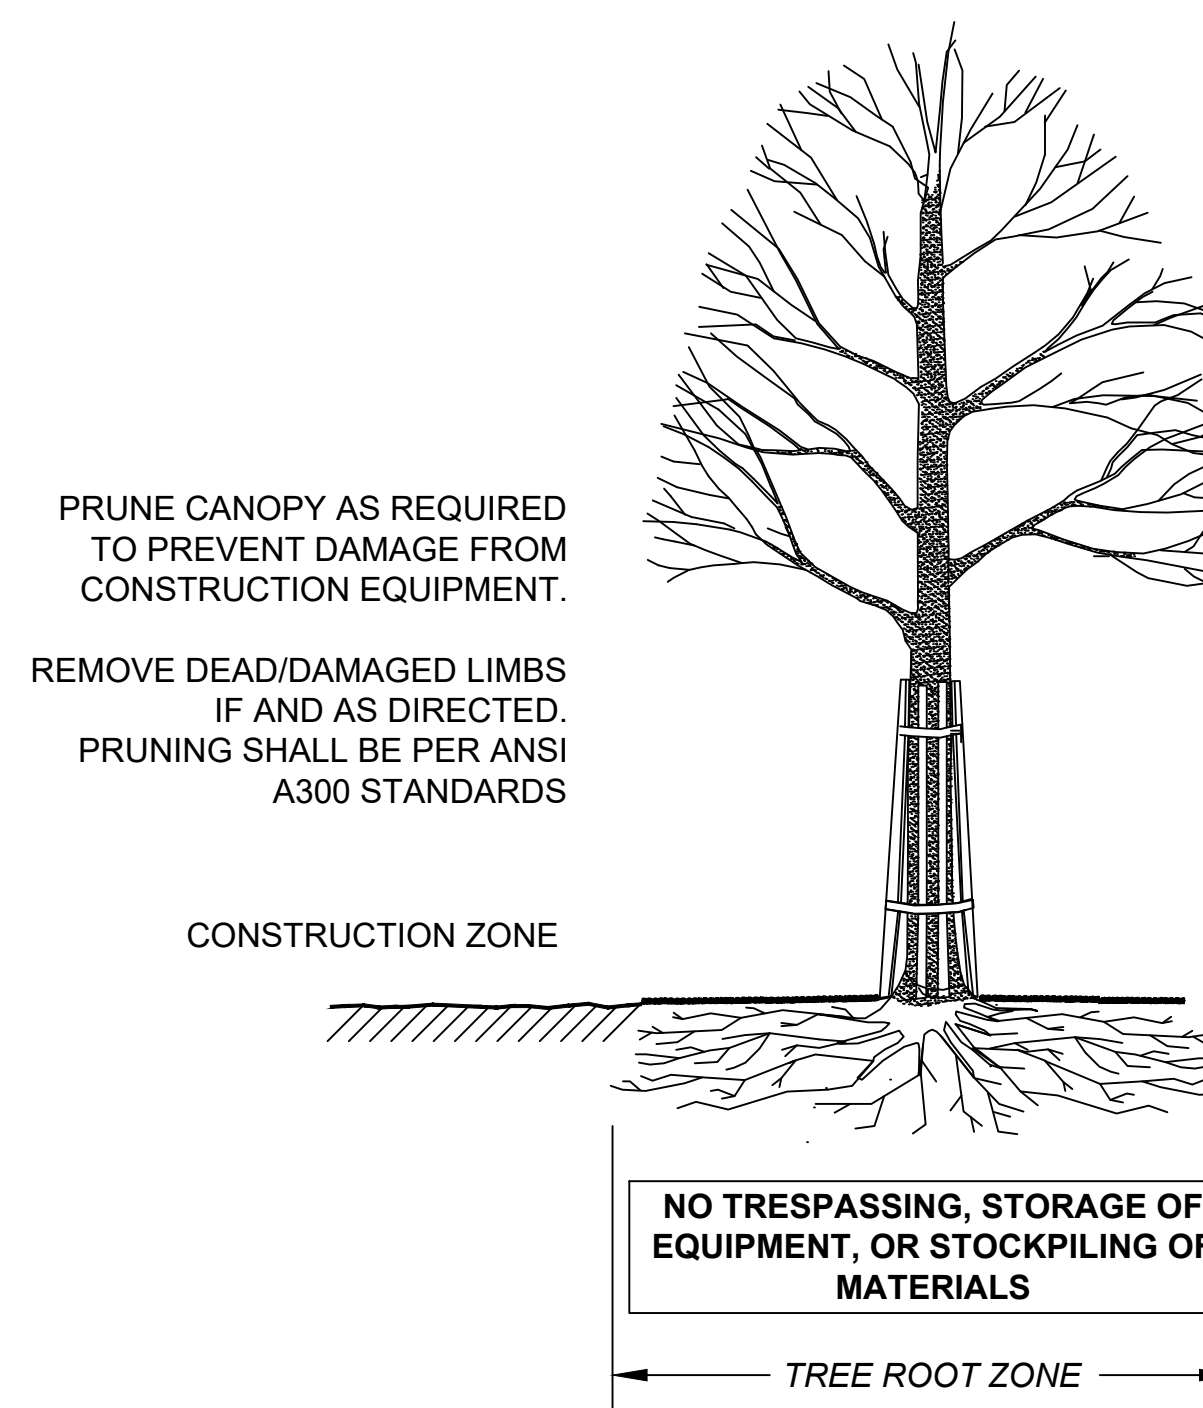 PRUNE CANOPY AS REQUIRED
TO PREVENT DAMAGE FROM
CONSTRUCTION EQUIPMENT.
REMOVE DEAD/DAMAGED LIMBS
IF AND AS DIRECTED.
PRUNING SHALL BE PER ANSI
A300 STANDARDS
CONSTRUCTION ZONE
NO TRESPASSING, STORAGE OF
EQUIPMENT, OR STOCKPILING OF
MATERIALS
TREE ROOT ZONE